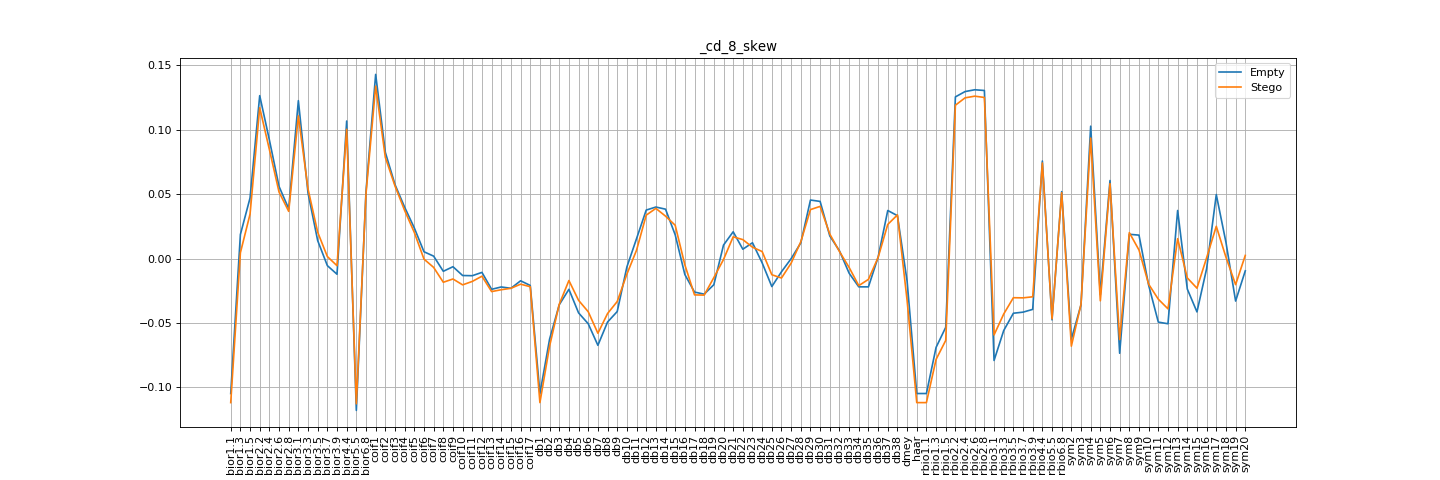 _cd_8_skew
Empty
Stego
0.15
0.10
0.05
0.00
−0.05
−0.10
bior1.1
bior1.3
bior1.5
bior2.2
bior2.4
bior2.6
bior2.8
bior3.1
bior3.3
bior3.5
bior3.7
bior3.9
bior4.4
bior5.5
bior6.8
coif1
coif2
coif3
coif4
coif5
coif6
coif7
coif8
coif9
coif10
coif11
coif12
coif13
coif14
coif15
coif16
coif17
db1
db2
db3
db4
db5
db6
db7
db8
db9
db10
db11
db12
db13
db14
db15
db16
db17
db18
db19
db20
db21
db22
db23
db24
db25
db26
db27
db28
db29
db30
db31
db32
db33
db34
db35
db36
db37
db38
dmey
haar
rbio1.1
rbio1.3
rbio1.5
rbio2.2
rbio2.4
rbio2.6
rbio2.8
rbio3.1
rbio3.3
rbio3.5
rbio3.7
rbio3.9
rbio4.4
rbio5.5
rbio6.8
sym2
sym3
sym4
sym5
sym6
sym7
sym8
sym9
sym10
sym11
sym12
sym13
sym14
sym15
sym16
sym17
sym18
sym19
sym20